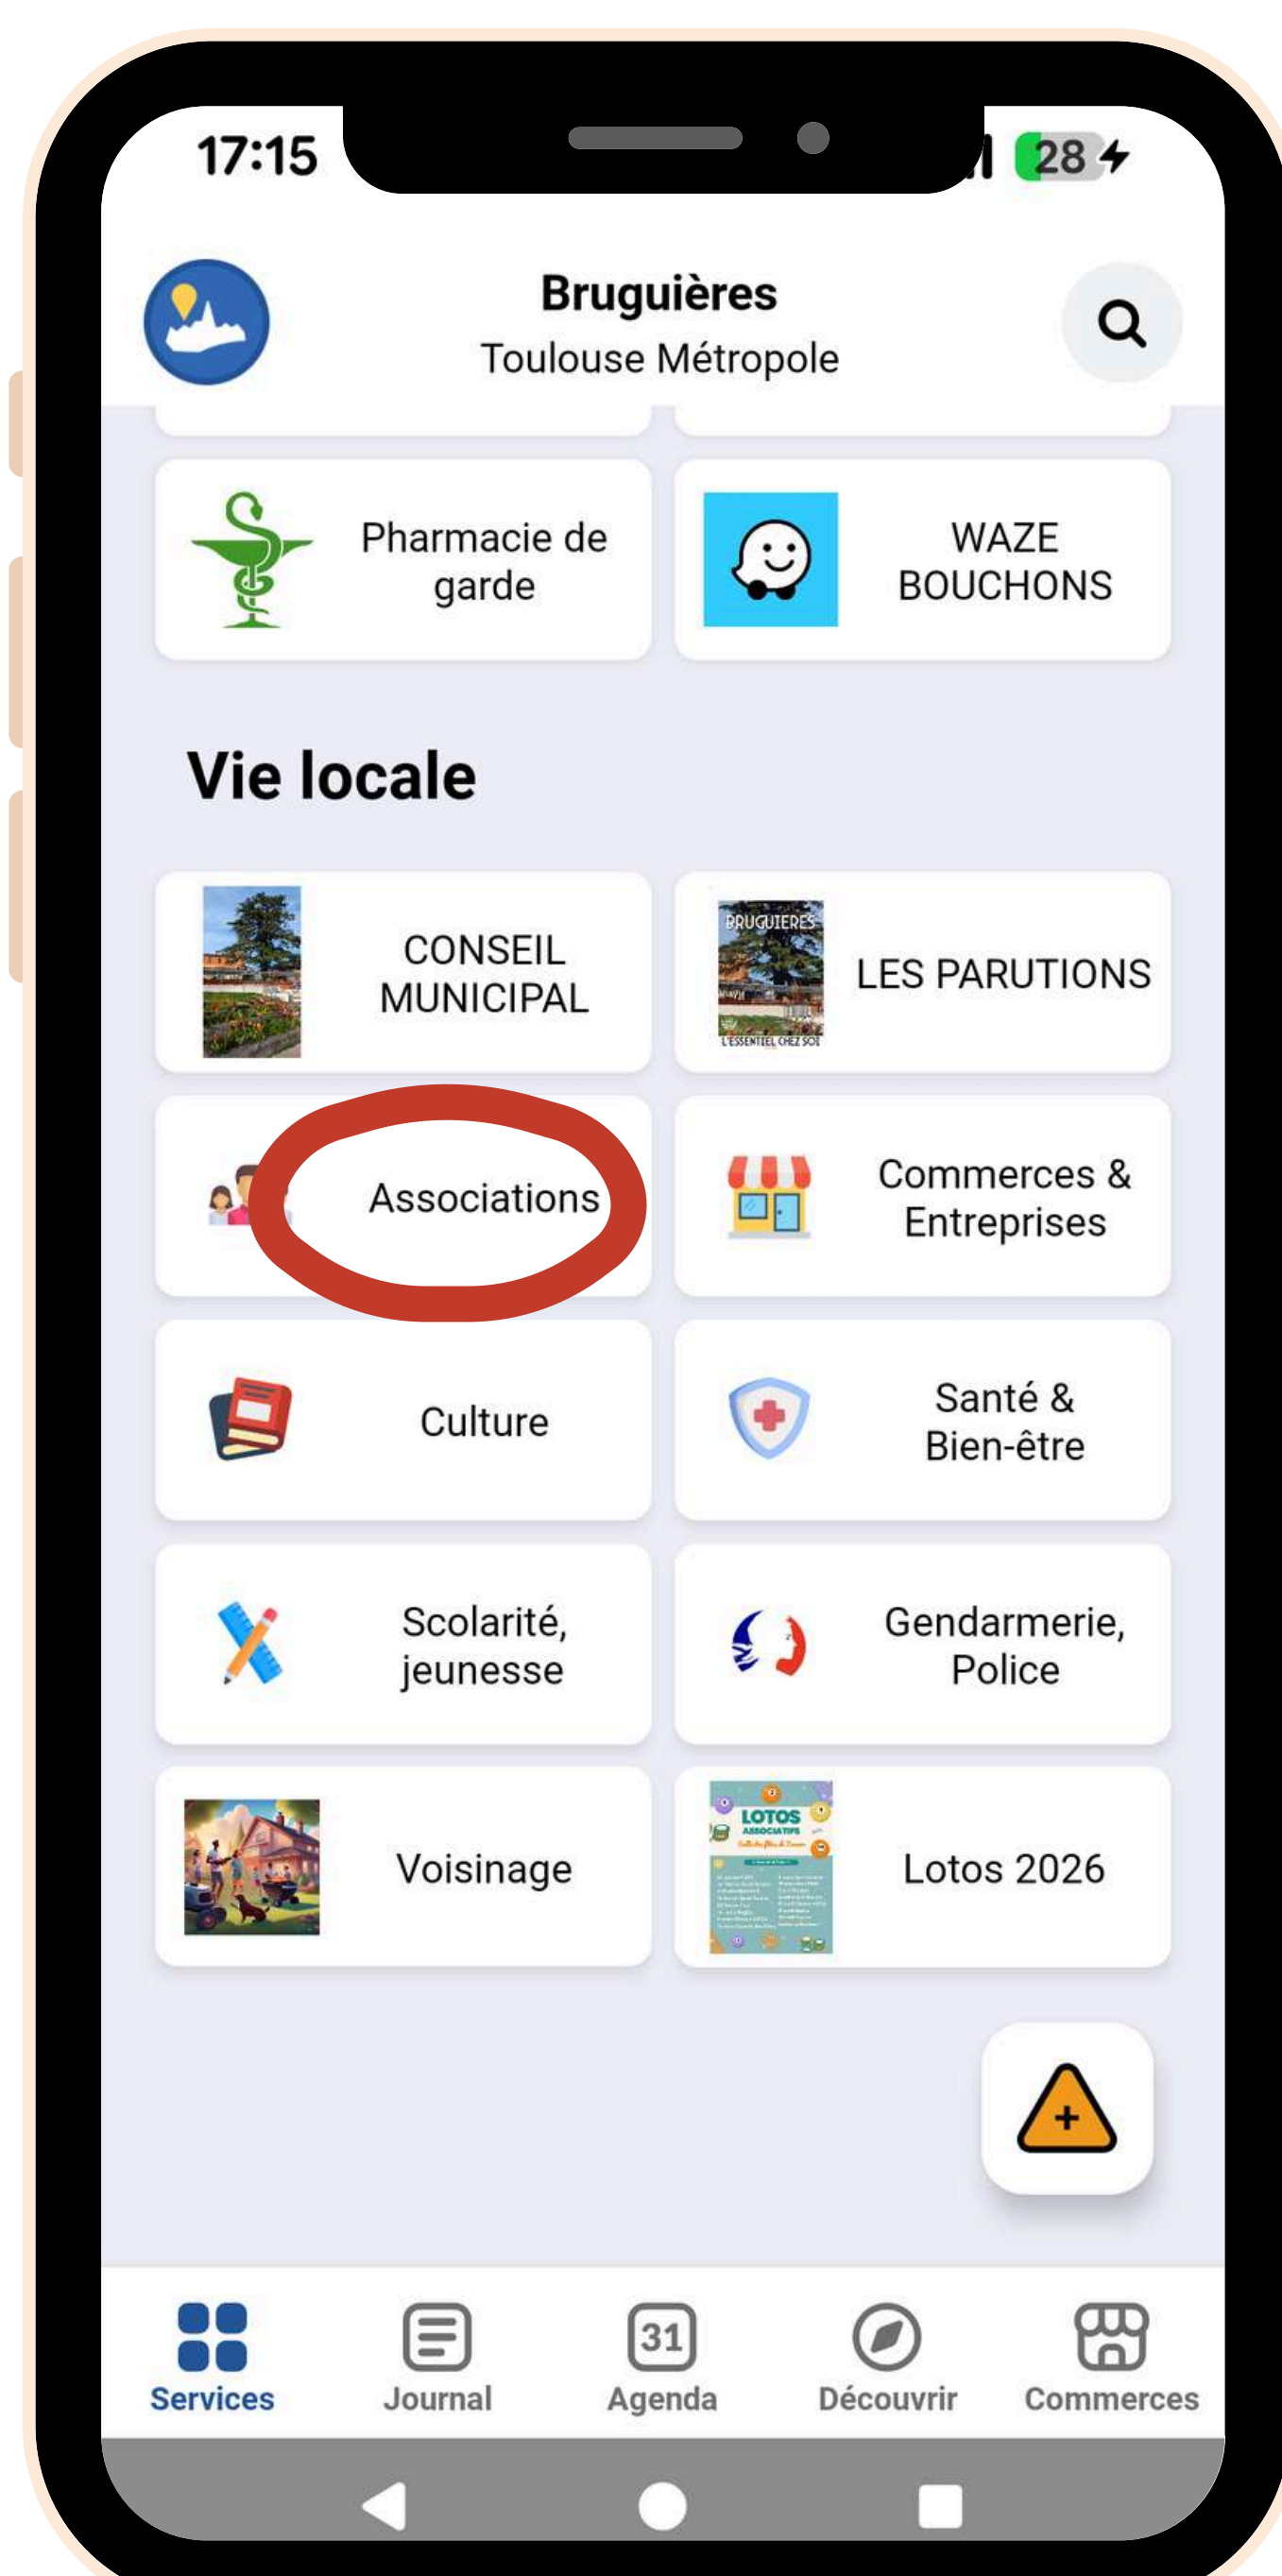 17:15
28
Bruguières
Toulouse Métropole
Pharmacie de
garde
WAZE
BOUCHONS
Vie locale
CONSEIL
MUNICIPAL
BRUGUIERES
L'ESSENTIEL CHEZ SOI
LES PARUTIONS
Associations
Commerces &
Entreprises
Culture
Santé &
Bien-être
Scolarité,
jeunesse
Gendarmerie,
Police
Voisinage
LOTOS
ASSOCIATIFS
Lotos 2026
Services
Journal
31
Agenda
Découvrir
Commerces